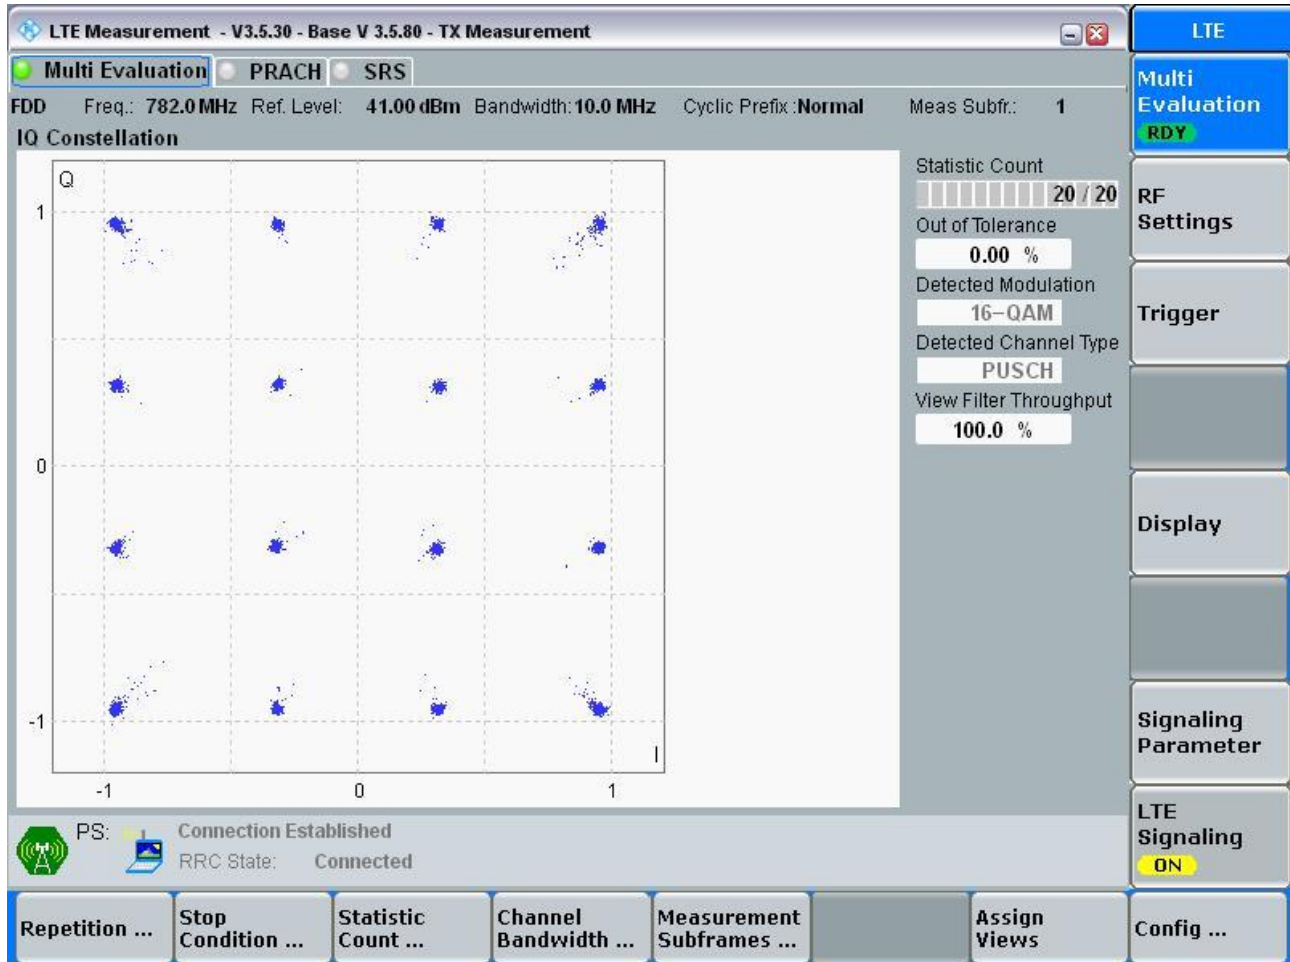 LTE Measurement - V3.5.30 - Base V 3.5.80 - TX Measurement
LTE
Multi Evaluation PRACH SRS
Multi
Evaluation
RDY
FDD Freq.: 782.0 MHz Ref. Level: 41.00 dBm Bandwidth: 10.0 MHz Cyclic Prefix :Normal Meas Subfr.: 1
IQ Constellation
Q
1
0
-1
-1 0 1
I
Statistic Count
20 / 20
Out of Tolerance
0.00 %
Detected Modulation
16-QAM
Detected Channel Type
PUSCH
View Filter Throughput
100.0 %
RF
Settings
Trigger
Display
Signaling
Parameter
LTE
Signaling
ON
PS: Connection Established
RRC State: Connected
Repetition ...
Stop
Condition ...
Statistic
Count ...
Channel
Bandwidth ...
Measurement
Subframes ...
Assign
Views
Config ...